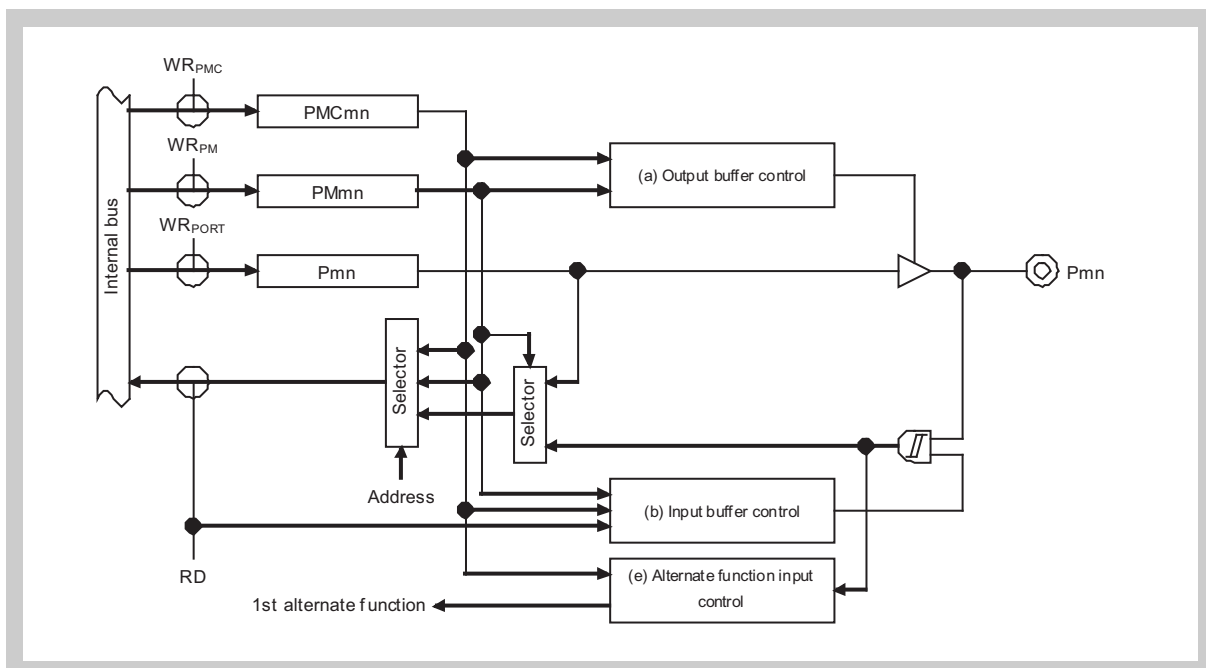 WRPMC
PMCmn
WRPM
PMmn
(a) Output buffer control
WRPORT
Internal bus
Pmn
Pmn
Selector
Selector
Address
(b) Input buffer control
RD
(e) Alternate function input
control
1st alternate function